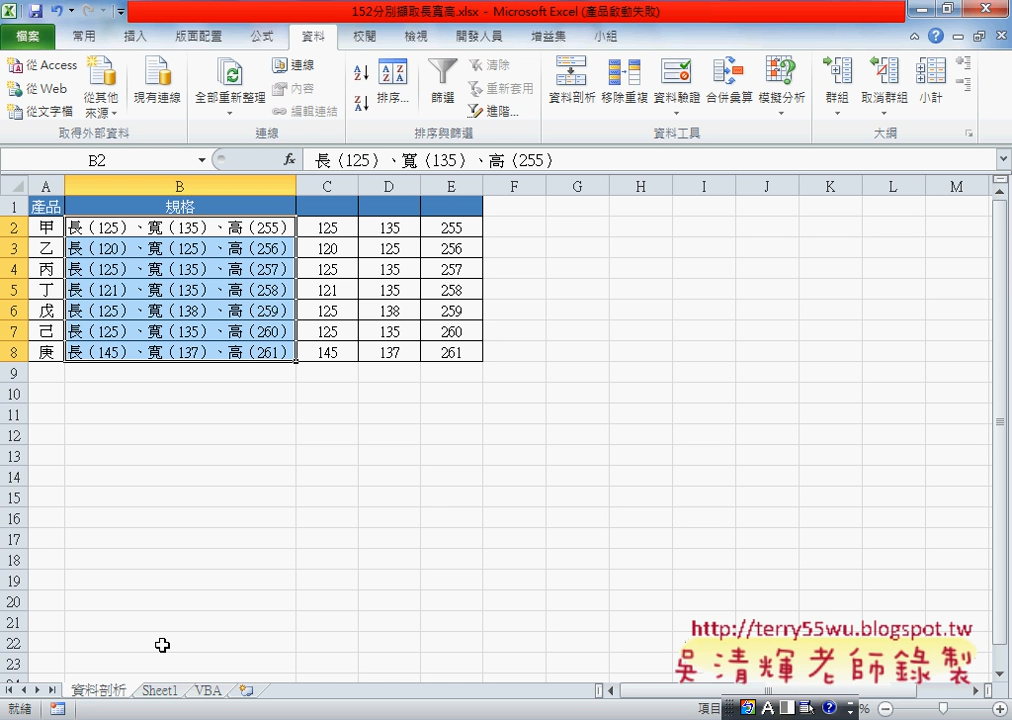 152分別擷取長寬高.xlsx - Microsoft Excel (產品啟動失敗)
檔案 常用 插入 版面配置 公式 資料 校閱 檢視 開發人員 增益集 小組
從 Access
從 Web
從文字檔
從其他來源
現有連線
取得外部資料
全部重新整理
連線
內容
編輯連結
連線
排序...
篩選
清除
重新套用
進階...
排序與篩選
資料剖析 移除重複 資料驗證 合併彙算 模擬分析
資料工具
群組 取消群組 小計
大綱
B2 fx 長（125）、寬（135）、高（255）
A B C D E F G H I J K L M
1 產品 規格
2 甲 長（125）、寬（135）、高（255） 125 135 255
3 乙 長（120）、寬（125）、高（256） 120 125 256
4 丙 長（125）、寬（135）、高（257） 125 135 257
5 丁 長（121）、寬（135）、高（258） 121 135 258
6 戊 長（125）、寬（138）、高（259） 125 138 259
7 己 長（125）、寬（135）、高（260） 125 135 260
8 庚 長（145）、寬（137）、高（261） 145 137 261
9
10
11
12
13
14
15
16
17
18
19
20
21
22
23
http://terry55wu.blogspot.tw
吳清輝老師錄製
資料剖析 Sheet1 VBA
就緒 項目 A %